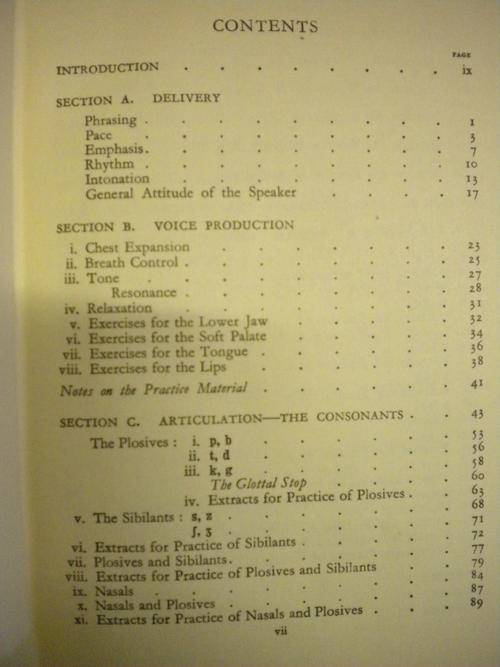 CONTENTS
PAGE
INTRODUCTION . . . . . . . . ix
SECTION A. DELIVERY
Phrasing . . . . . . . . . 1
Pace . . . . . . . . . 3
Emphasis . . . . . . . . . 7
Rhythm . . . . . . . . . 10
Intonation . . . . . . . . 13
General Attitude of the Speaker . . . . 17
SECTION B. VOICE PRODUCTION
i. Chest Expansion . . . . . . . 23
ii. Breath Control . . . . . . . . 25
iii. Tone . . . . . . . . 27
Resonance . . . . . . . . 28
iv. Relaxation . . . . . . . . 31
v. Exercises for the Lower Jaw . . . . . 32
vi. Exercises for the Soft Palate . . . . . 34
vii. Exercises for the Tongue . . . . . . 36
viii. Exercises for the Lips . . . . . . 38
Notes on the Practice Material . . . . . . 41
SECTION C. ARTICULATION—THE CONSONANTS . . 43
The Plosives : i. p, b . . . . . . 53
ii. t, d . . . . . . 56
iii. k, g . . . . . . 58
The Glottal Stop . . . . 60
iv. Extracts for Practice of Plosives . . 63
v. The Sibilants : s, z . . . . . . . 68
ʃ, ʒ . . . . . . . 71
vi. Extracts for Practice of Sibilants . . . . . 72
vii. Plosives and Sibilants . . . . . . . 77
viii. Extracts for Practice of Plosives and Sibilants . . 79
ix. Nasals . . . . . . . . 84
x. Nasals and Plosives . . . . . . . 87
xi. Extracts for Practice of Nasals and Plosives . . . 89
vii